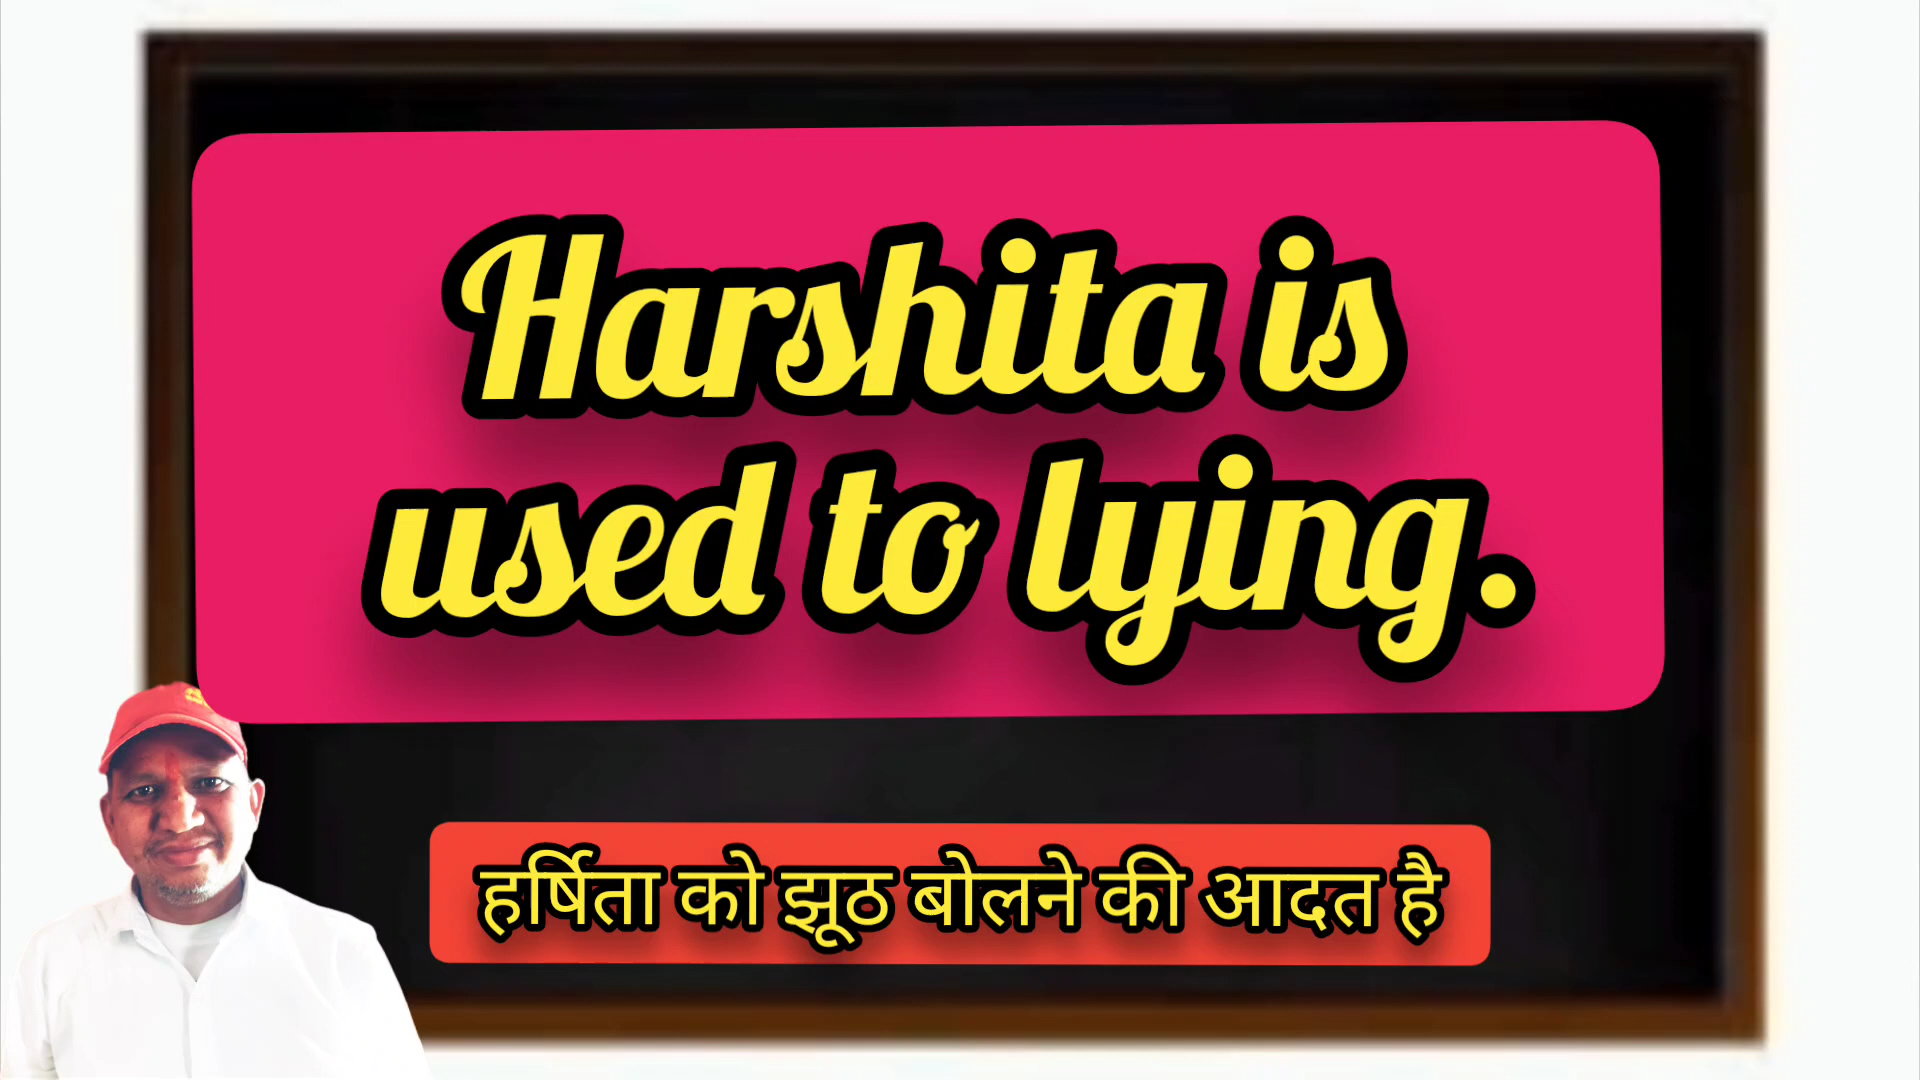 Harshita is
used to lying.
हर्षिता को झूठ बोलने की आदत है